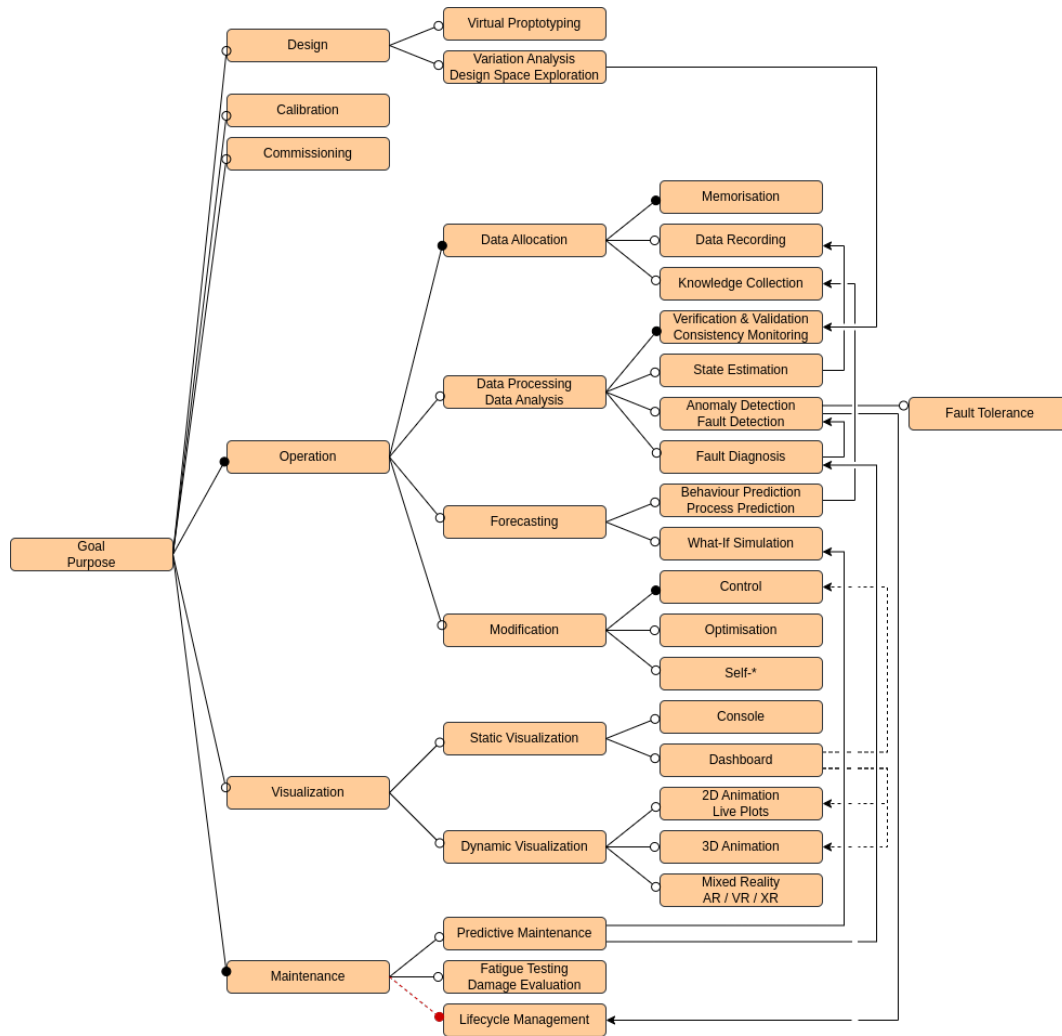 Virtual Proptotyping
Design
Variation Analysis
Design Space Exploration
Calibration
Commissioning
Memorisation
Data Allocation
Data Recording
Knowledge Collection
Verification & Validation
Consistency Monitoring
State Estimation
Data Processing
Data Analysis
Anomaly Detection
Fault Detection
Fault Tolerance
Operation
Fault Diagnosis
Behaviour Prediction
Process Prediction
Forecasting
What-If Simulation
Goal
Purpose
Control
Modification
Optimisation
Self-*
Console
Static Visualization
Dashboard
Visualization
2D Animation
Live Plots
Dynamic Visualization
3D Animation
Mixed Reality
AR / VR / XR
Predictive Maintenance
Maintenance
Fatigue Testing
Damage Evaluation
Lifecycle Management